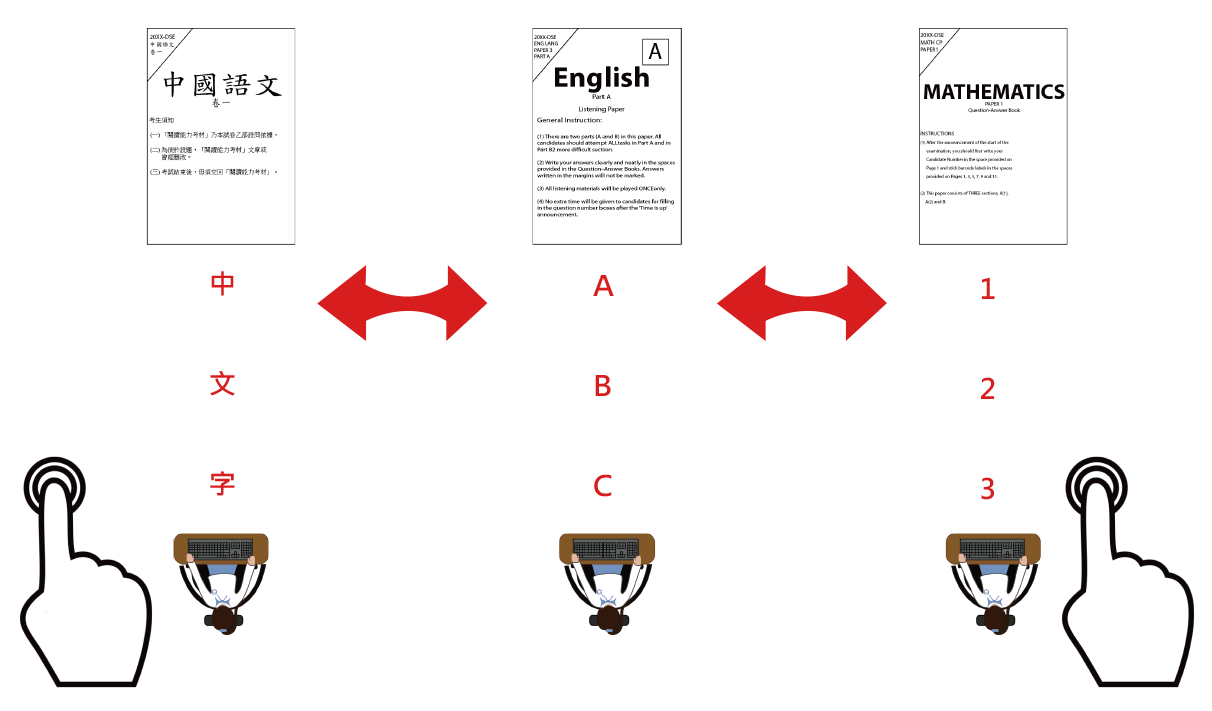 20XX-DSE
中國語文
卷一
中國語文
卷一
考生須知
(一) 「閱讀能力考材」乃本試卷乙部設問依據。
(二) 為便於設題，「閱讀能力考材」文章或
曾經刪改。
(三) 考試結束後，毋須交回「閱讀能力考材」。
20XX-DSE
ENG LANG
PAPER 3
PART A
A
English
Part A
Listening Paper
General Instruction:
(1) There are two parts (A and B) in this paper. All
candidates should attempt ALL tasks in Part A and in
Part B2 more difficult section.
(2) Write your answers clearly and neatly in the spaces
provided in the Question-Answer Books. Answers
written in the margins will not be marked.
(3) All listening materials will be played ONCEonly.
(4) No extra time will be given to candidates for filling
in the question number boxes after the 'Time is up'
announcement.
20XX-DSE
MATH CP
PAPER 1
MATHEMATICS
PAPER 1
Question-Answer Book
INSTRUCTIONS
(1) After the announcement of the start of the
examination, you should first write your
Candidate Number in the space provided on
Page 1 and stick barcode labels in the spaces
provided on Pages 1, 3, 5, 7, 9 and 11.
(2) This paper consists of THREE sections, A(1),
A(2) and B.
中
A
1
文
B
2
字
C
3